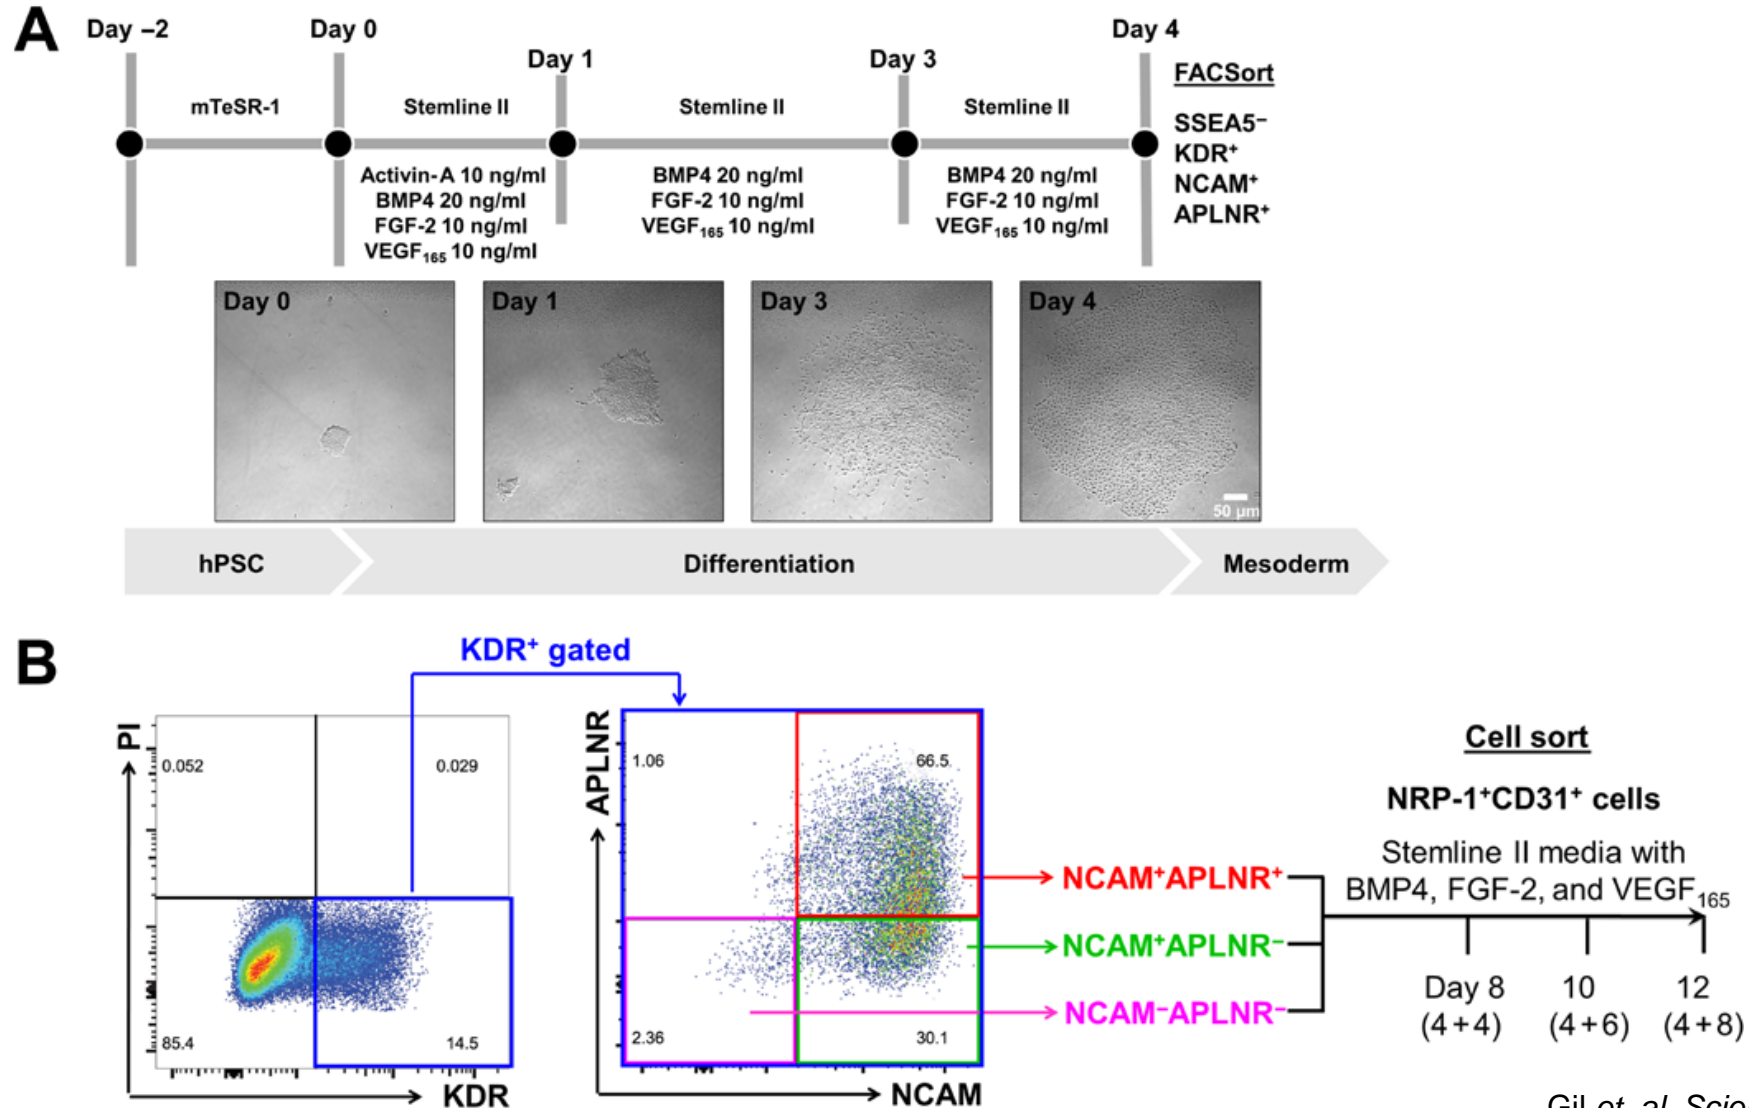 A
Day –2
Day 0
Day 1
Day 3
Day 4
mTeSR-1
Stemline II
Stemline II
Stemline II
Activin-A 10 ng/ml
BMP4 20 ng/ml
FGF-2 10 ng/ml
VEGF165 10 ng/ml
BMP4 20 ng/ml
FGF-2 10 ng/ml
VEGF165 10 ng/ml
BMP4 20 ng/ml
FGF-2 10 ng/ml
VEGF165 10 ng/ml
FACSort
SSEA5–
KDR+
NCAM+
APLNR+
Day 0
Day 1
Day 3
Day 4
50 µm
hPSC
Differentiation
Mesoderm
B
KDR+ gated
PI
0.052
0.029
85.4
14.5
KDR
APLNR
1.06
66.5
2.36
30.1
NCAM
NCAM+APLNR+
NCAM+APLNR–
NCAM–APLNR–
Cell sort
NRP-1+CD31+ cells
Stemline II media with
BMP4, FGF-2, and VEGF165
Day 8
10
12
(4+4)
(4+6)
(4+8)